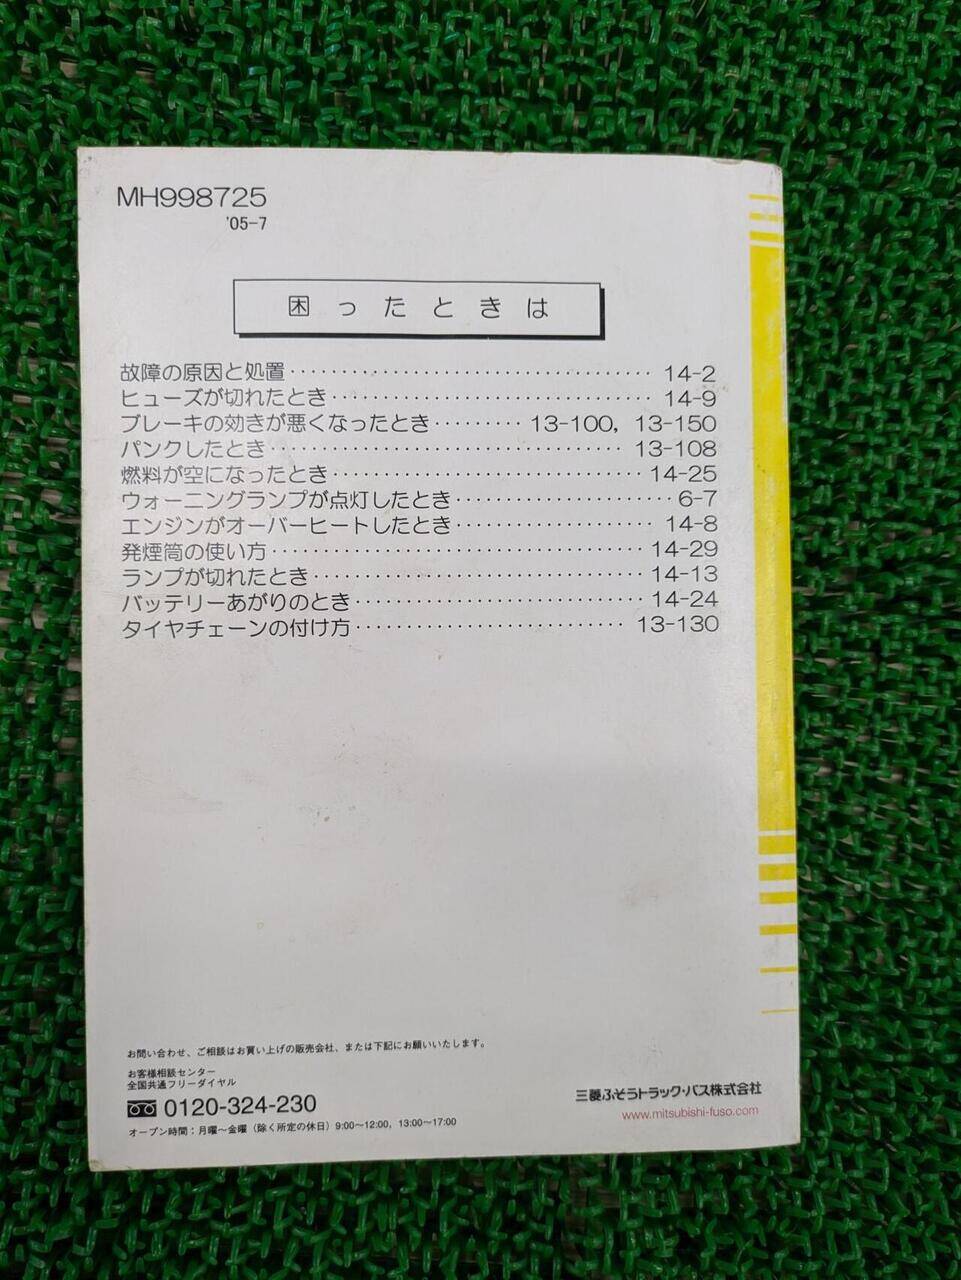 MH998725
'05-7
困ったときは
故障の原因と処置 14-2
ヒューズが切れたとき 14-9
ブレーキの効きが悪くなったとき 13-100, 13-150
パンクしたとき 13-108
燃料が空になったとき 14-25
ウォーニングランプが点灯したとき 6-7
エンジンがオーバーヒートしたとき 14-8
発煙筒の使い方 14-29
ランプが切れたとき 14-13
バッテリーあがりのとき 14-24
タイヤチェーンの付け方 13-130
お問い合わせ、ご相談はお買い上げの販売会社、または下記にお願いいたします。
お客様相談センター
全国共通フリーダイヤル
0120-324-230
オープン時間：月曜～金曜（除く所定の休日）9:00～12:00, 13:00～17:00
三菱ふそうトラック・バス株式会社
www.mitsubishi-fuso.com